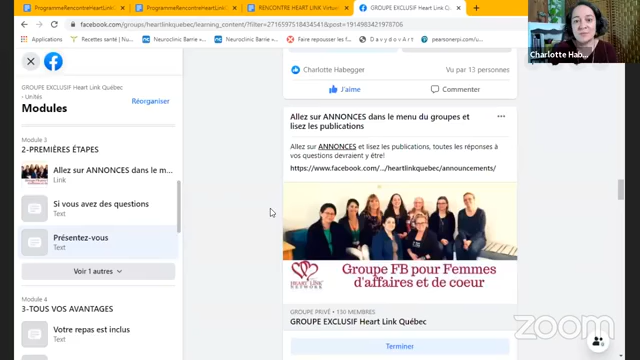 ProgrammeRencontreHeartLink
ProgrammeRencontreHeartLink
RENCONTRE HEART LINK Virtu
GROUPE EXCLUSIF Heart Link Q
facebook.com/groups/heartlinkquebec/learning_content/?filter=271659751843454&post=1914983421978706
Applications
Neuroclinic Barrie
Neuroclinic Barrie
Faire repousser les f
D a v y d o v A r t
pearsonerpi.com/e
Charlotte Hab...
GROUPE EXCLUSIF Heart Link Québec
› Unités
Modules
Réorganiser
Module 3
2-PREMIÈRES ÉTAPES
Allez sur ANNONCES dans le m...
Link
Si vous avez des questions
Text
Présentez-vous
Text
Voir 1 autres
Module 4
3-TOUS VOS AVANTAGES
Votre repas est inclus
Text
Charlotte Habegger
Vu par 13 personnes
J'aime
Commenter
Allez sur ANNONCES dans le menu du groupes et
lisez les publications
Allez sur ANNONCES et lisez les publications, toutes les réponses à
vos questions devraient y être!
https://www.facebook.com/.../heartlinkquebec/announcements/
HEART LINK
NETWORK
Groupe FB pour Femmes
d'affaires et de coeur
GROUPE PRIVÉ · 130 MEMBRES
GROUPE EXCLUSIF Heart Link Québec
Terminer
zoom